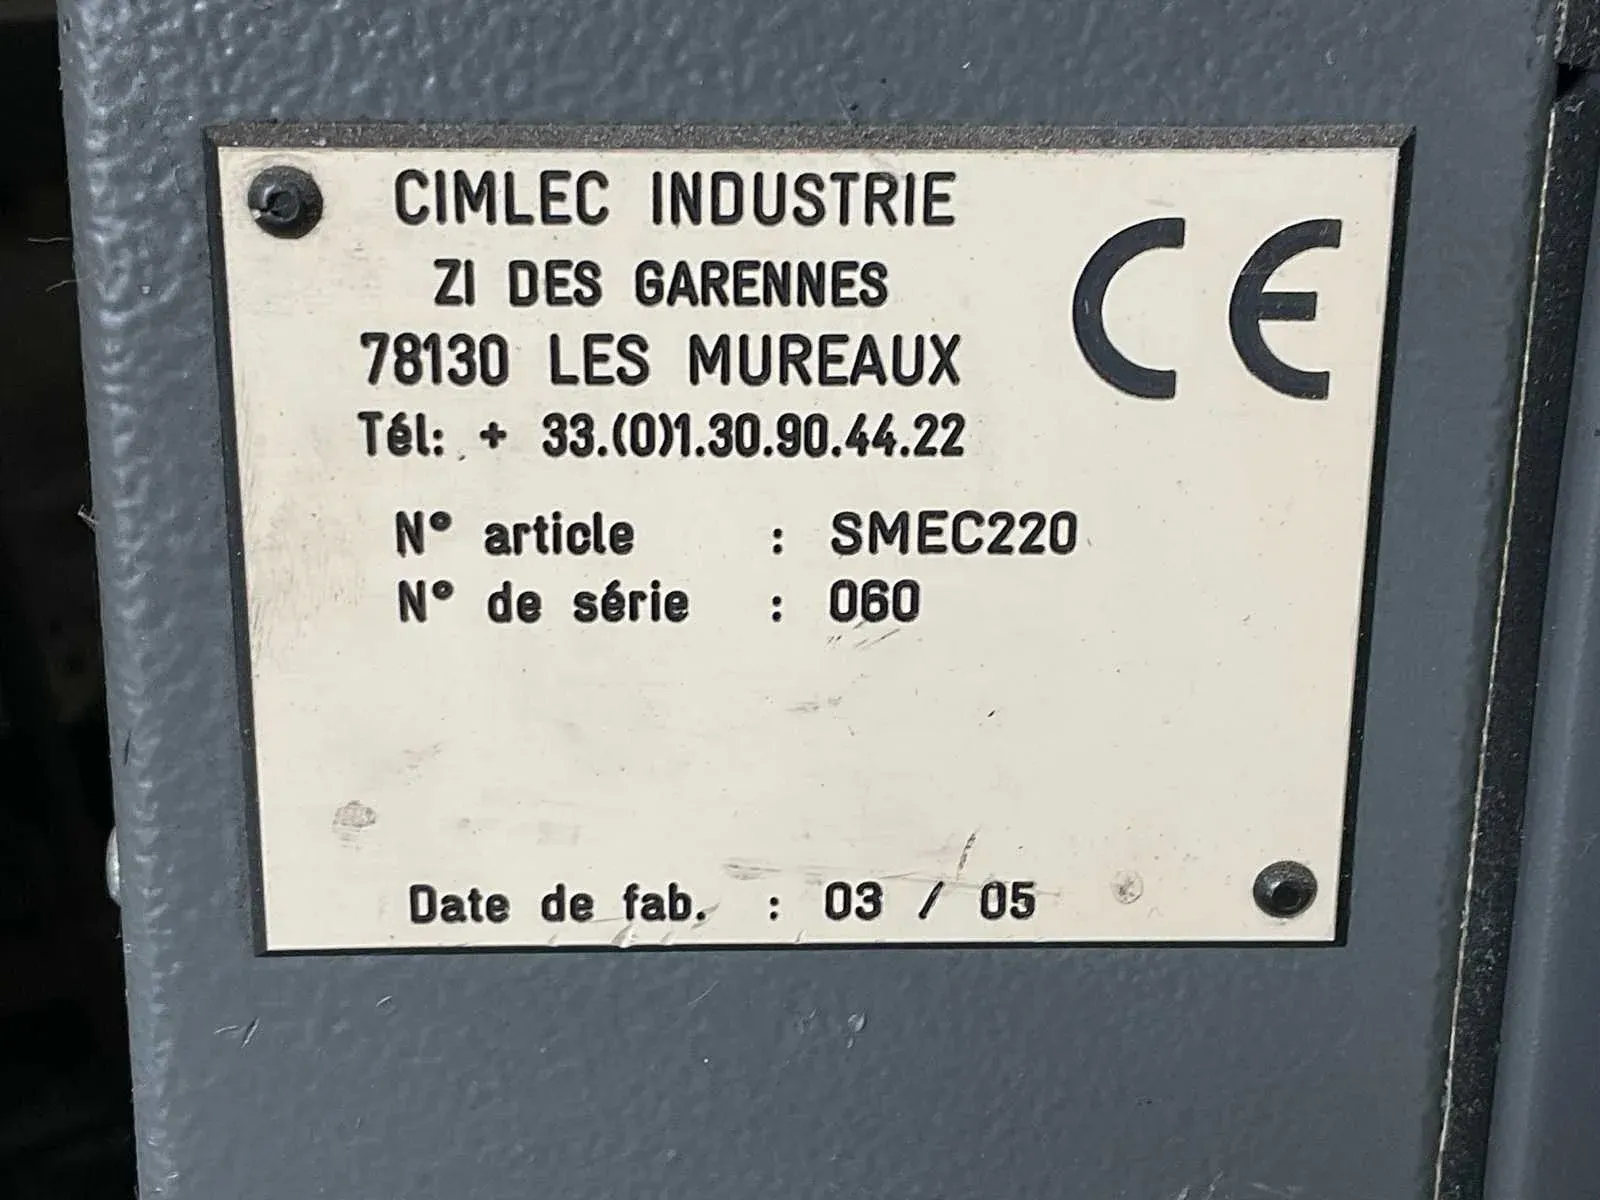 CIMLEC INDUSTRIE
ZI DES GARENNES
78130 LES MUREAUX
Tél: + 33.(0)1.30.90.44.22
CE
N° article : SMEC220
N° de série : 060
Date de fab. : 03 / 05